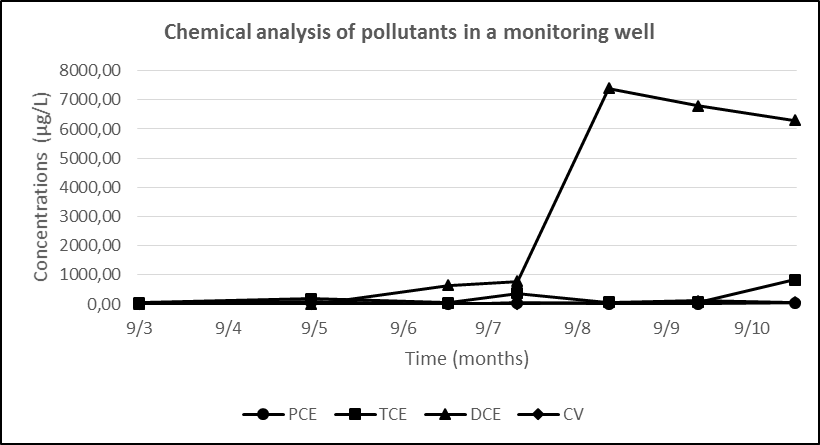 Chemical analysis of pollutants in a monitoring well
8000,00
7000,00
6000,00
5000,00
4000,00
3000,00
2000,00
1000,00
0,00
Concentrations (µg/L)
9/3 9/4 9/5 9/6 9/7 9/8 9/9 9/10
Time (months)
PCE TCE DCE CV